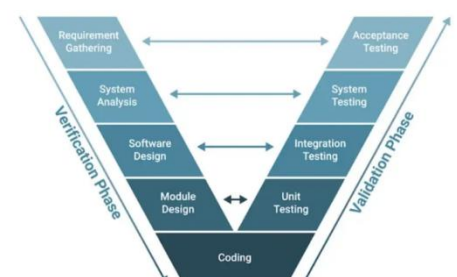 Requirement
Gathering
Acceptance
Testing
System
Analysis
System
Testing
Software
Design
Integration
Testing
Module
Design
Unit
Testing
Coding
Verification Phase
Validation Phase